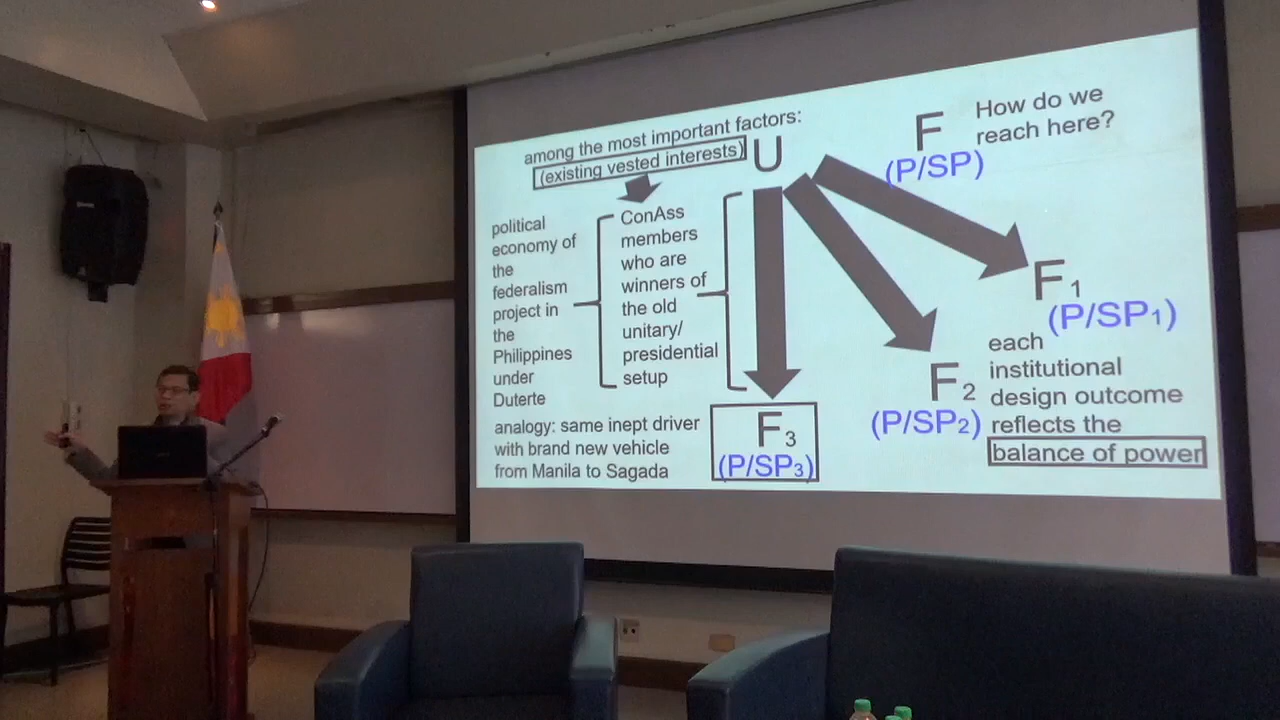 among the most important factors:
(existing vested interests)
U
F
(P/SP)
How do we
reach here?
political
economy of
the
federalism
project in
the
Philippines
under
Duterte
ConAss
members
who are
winners of
the old
unitary/
presidential
setup
F1
(P/SP1)
F2
(P/SP2)
each
institutional
design outcome
reflects the
balance of power
analogy: same inept driver
with brand new vehicle
from Manila to Sagada
F3
(P/SP3)